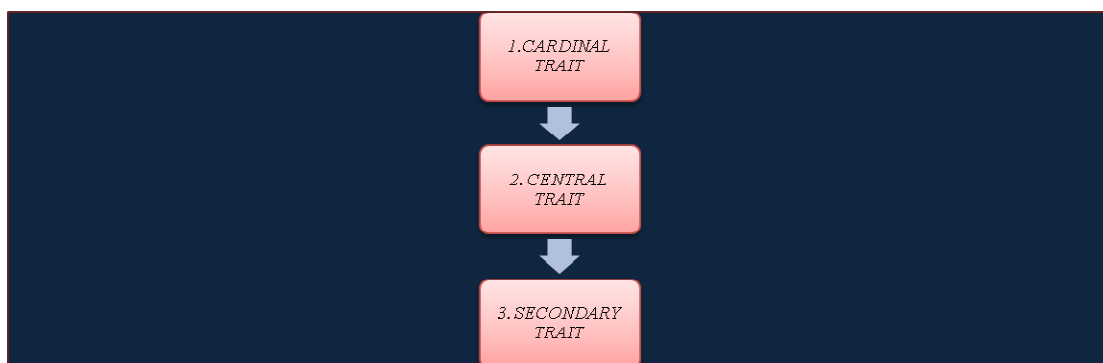 1.CARDINAL
TRAIT
2. CENTRAL
TRAIT
3. SECONDARY
TRAIT